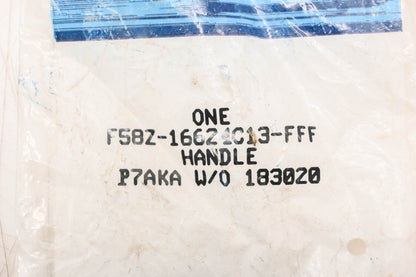 ONE
F58Z-16621C13-FFF
HANDLE
P7AKA W/O 183020